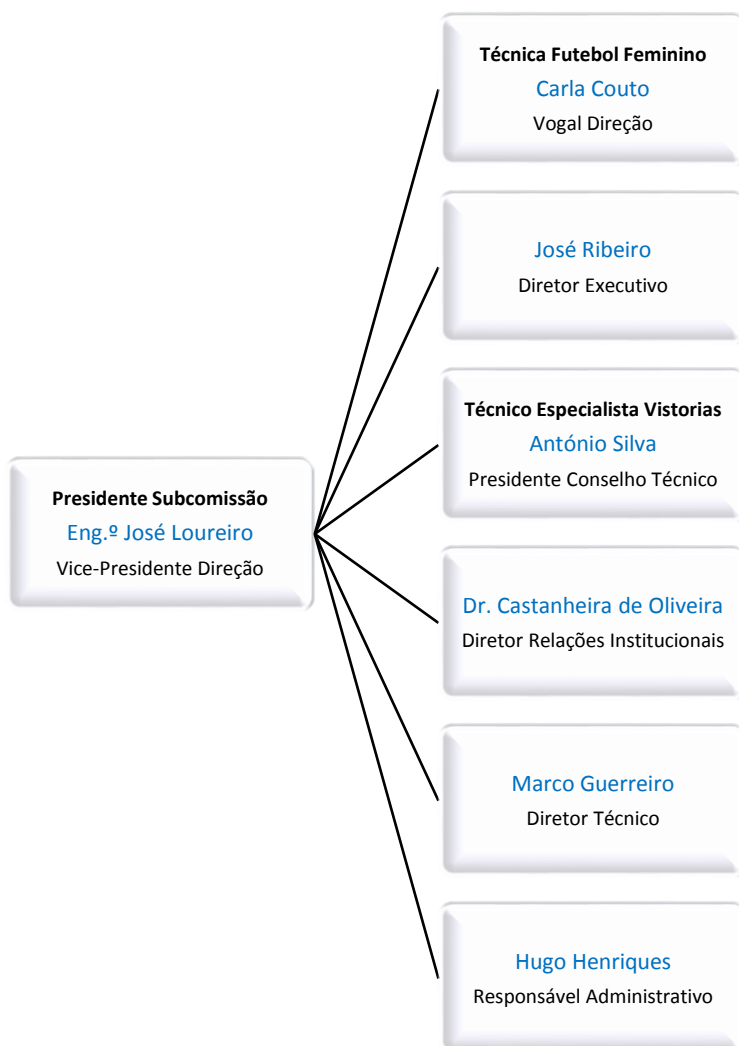 Técnica Futebol Feminino
Carla Couto
Vogal Direção
José Ribeiro
Diretor Executivo
Técnico Especialista Vistorias
António Silva
Presidente Conselho Técnico
Presidente Subcomissão
Eng.º José Loureiro
Vice-Presidente Direção
Dr. Castanheira de Oliveira
Diretor Relações Institucionais
Marco Guerreiro
Diretor Técnico
Hugo Henriques
Responsável Administrativo